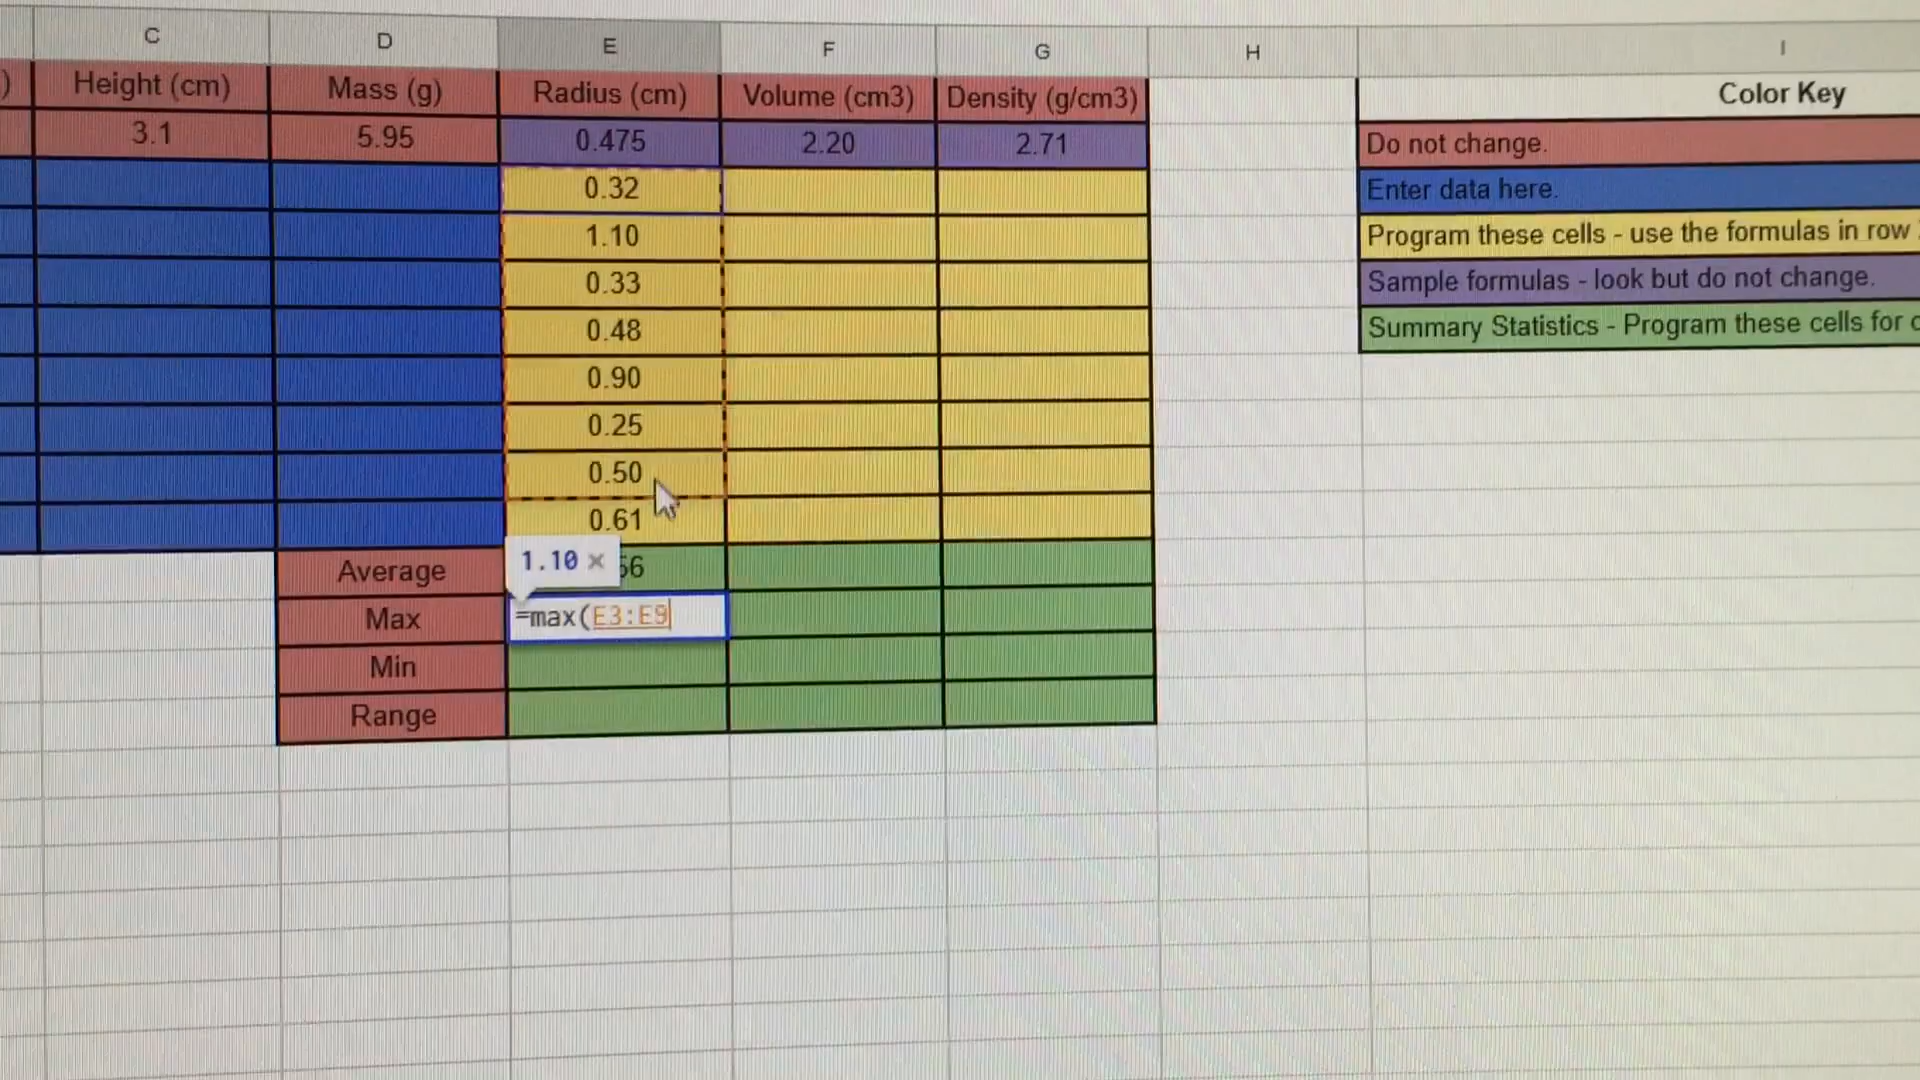 C D E F G H I
) Height (cm) Mass (g) Radius (cm) Volume (cm3) Density (g/cm3) Color Key
3.1 5.95 0.475 2.20 2.71 Do not change.
0.32 Enter data here.
1.10 Program these cells - use the formulas in row
0.33 Sample formulas - look but do not change.
0.48 Summary Statistics - Program these cells for
0.90
0.25
0.50
0.61
Average 1.10 × 56
Max =max(E3:E9
Min
Range